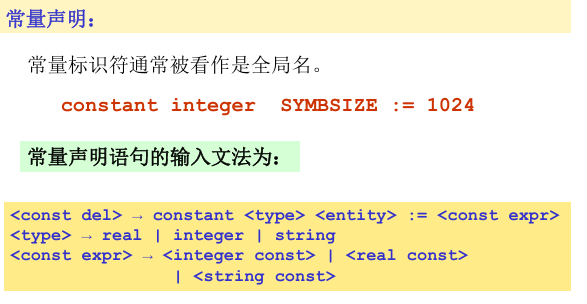 常量声明：
常量标识符通常被看作是全局名。
constant integer SYMBSIZE := 1024
常量声明语句的输入文法为：
<const del> → constant <type> <entity> := <const expr>
<type> → real | integer | string
<const expr> → <integer const> | <real const>
| <string const>